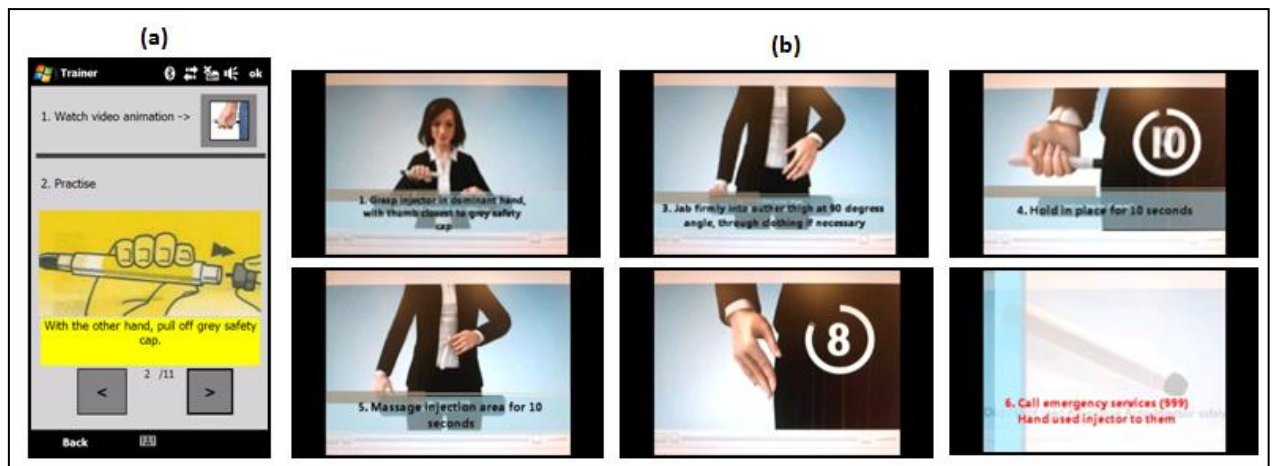 (a)
(b)
Trainer
ok
1. Watch video animation ->
2. Practise
With the other hand, pull off grey safety
cap.
<
2 /11
>
Back
1. Grasp injector in dominant hand,
with thumb closest to grey safety
cap
3. Jab firmly into outher thigh at 90 degress
angle, through clothing if necessary
10
4. Hold in place for 10 seconds
5. Massage injection area for 10
seconds
8
6. Call emergency services (999)
Hand used injector to them